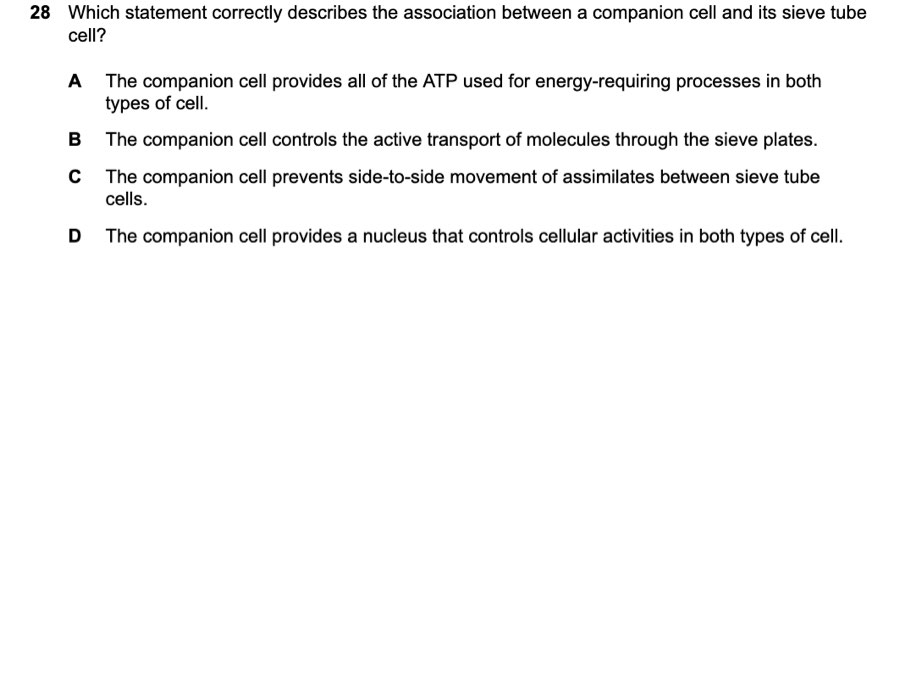 28 Which statement correctly describes the association between a companion cell and its sieve tube
cell?
A The companion cell provides all of the ATP used for energy-requiring processes in both
types of cell.
B The companion cell controls the active transport of molecules through the sieve plates.
C The companion cell prevents side-to-side movement of assimilates between sieve tube
cells.
D The companion cell provides a nucleus that controls cellular activities in both types of cell.